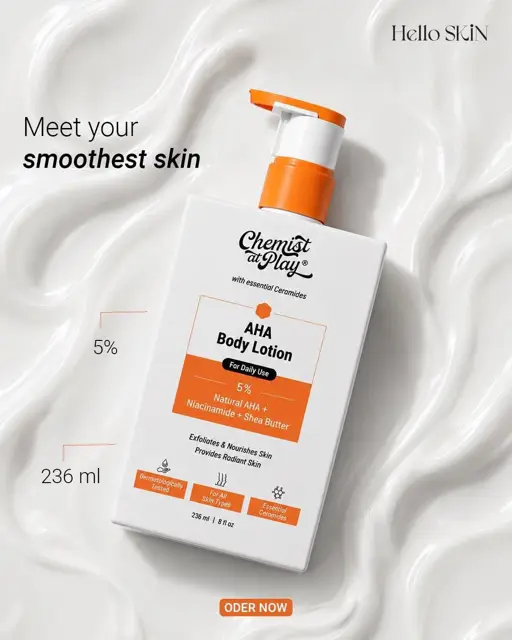 Hello SKiN
Meet your
smoothest skin
Chemist
at Play®
with essential Ceramides
AHA
Body Lotion
For Daily Use
5%
Natural AHA +
Niacinamide + Shea Butter
Exfoliates & Nourishes Skin
Provides Radiant Skin
Dermatologically
Tested
For All
Skin Types
Essential
Ceramides
236 ml | 8 fl oz
5%
236 ml
ODER NOW